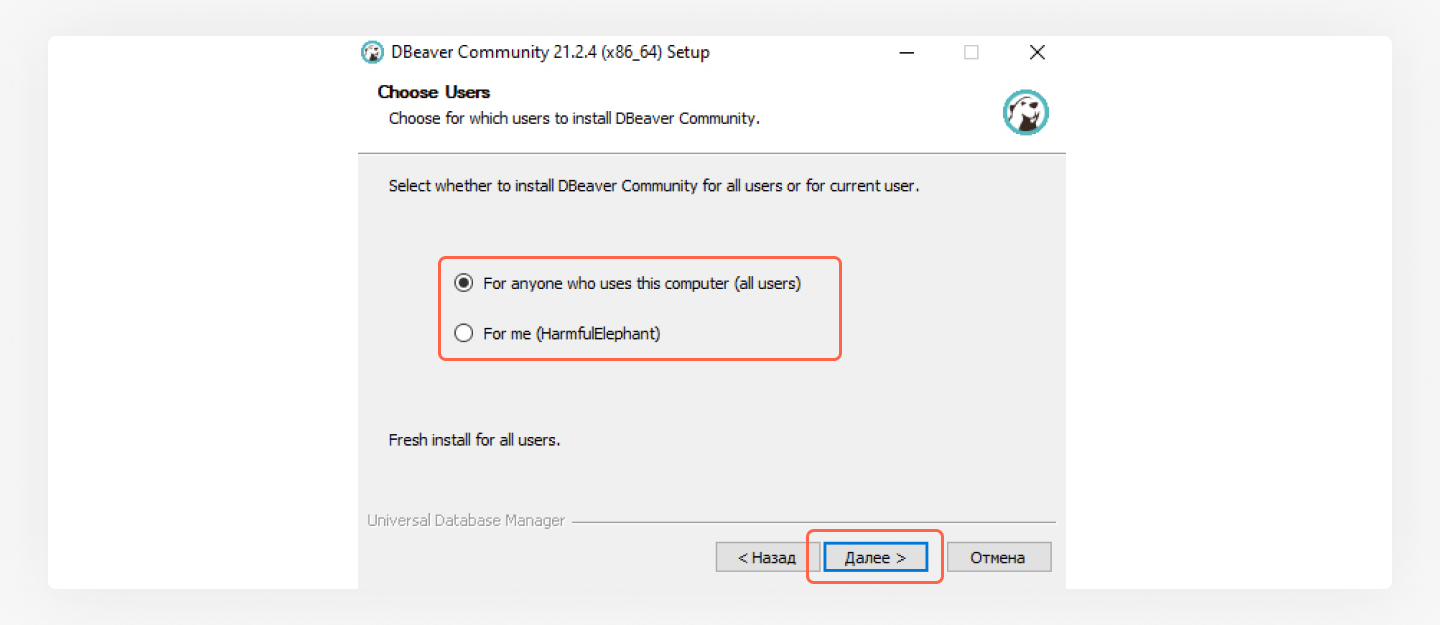 DBeaver Community 21.2.4 (x86_64) Setup
Choose Users
Choose for which users to install DBeaver Community.
Select whether to install DBeaver Community for all users or for current user.
For anyone who uses this computer (all users)
For me (HarmfulElephant)
Fresh install for all users.
Universal Database Manager
< Назад Далее > Отмена